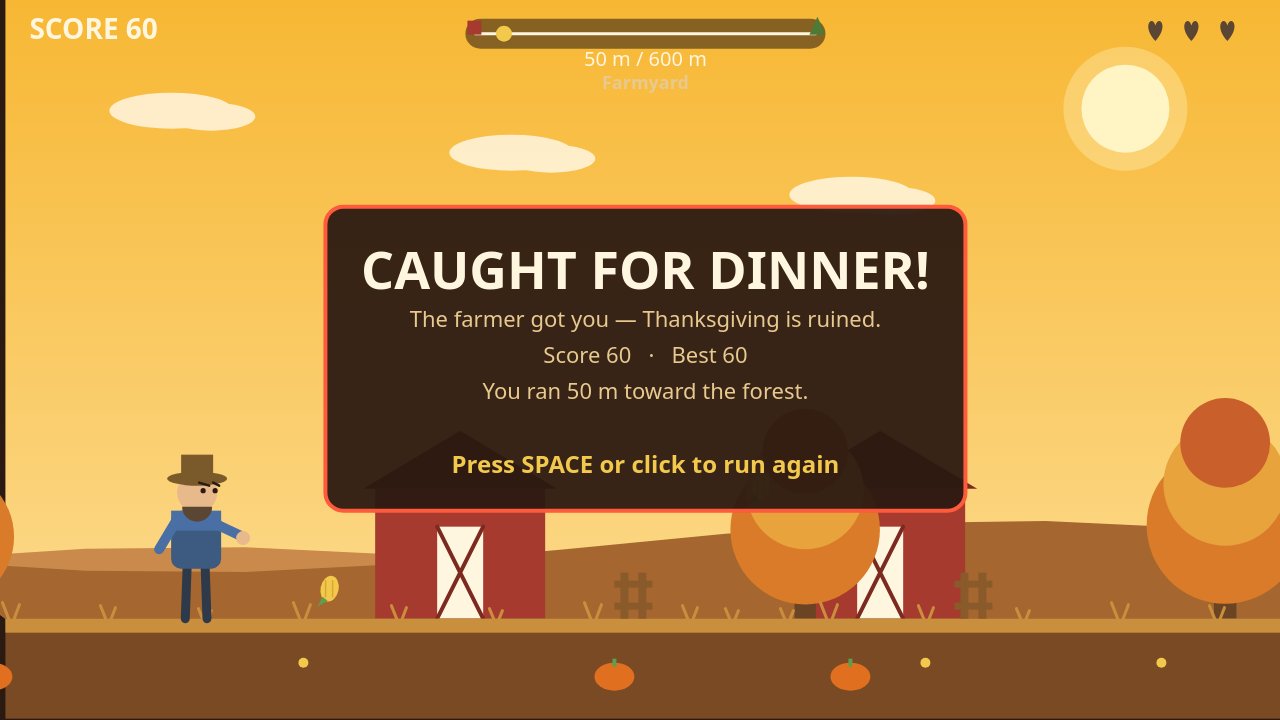 SCORE 60
50 m / 600 m
Farmyard
CAUGHT FOR DINNER!
The farmer got you — Thanksgiving is ruined.
Score 60 · Best 60
You ran 50 m toward the forest.
Press SPACE or click to run again